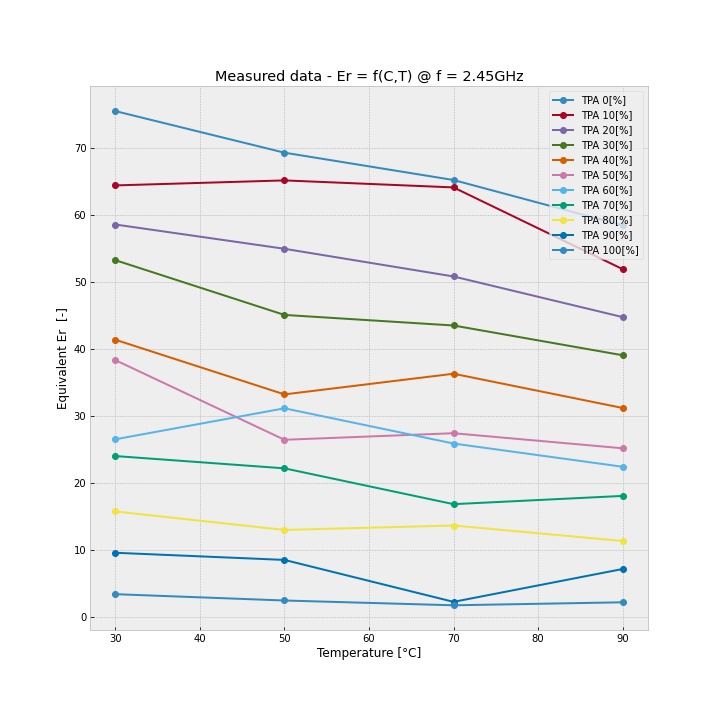 Measured data - Er = f(C,T) @ f = 2.45GHz
TPA 0[%]
TPA 10[%]
TPA 20[%]
TPA 30[%]
TPA 40[%]
TPA 50[%]
TPA 60[%]
TPA 70[%]
TPA 80[%]
TPA 90[%]
TPA 100[%]
Equivalent Er [-]
70
60
50
40
30
20
10
0
30 40 50 60 70 80 90
Temperature [°C]